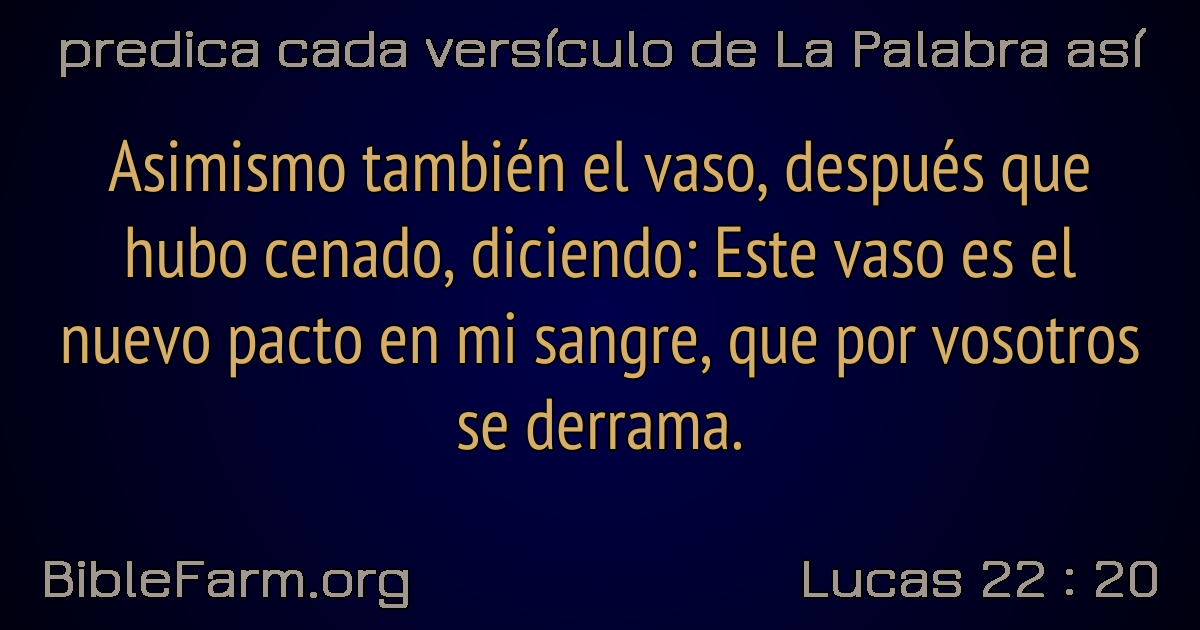 predica cada versículo de La Palabra así
Asimismo también el vaso, después que
hubo cenado, diciendo: Este vaso es el
nuevo pacto en mi sangre, que por vosotros
se derrama.
BibleFarm.org
Lucas 22 : 20